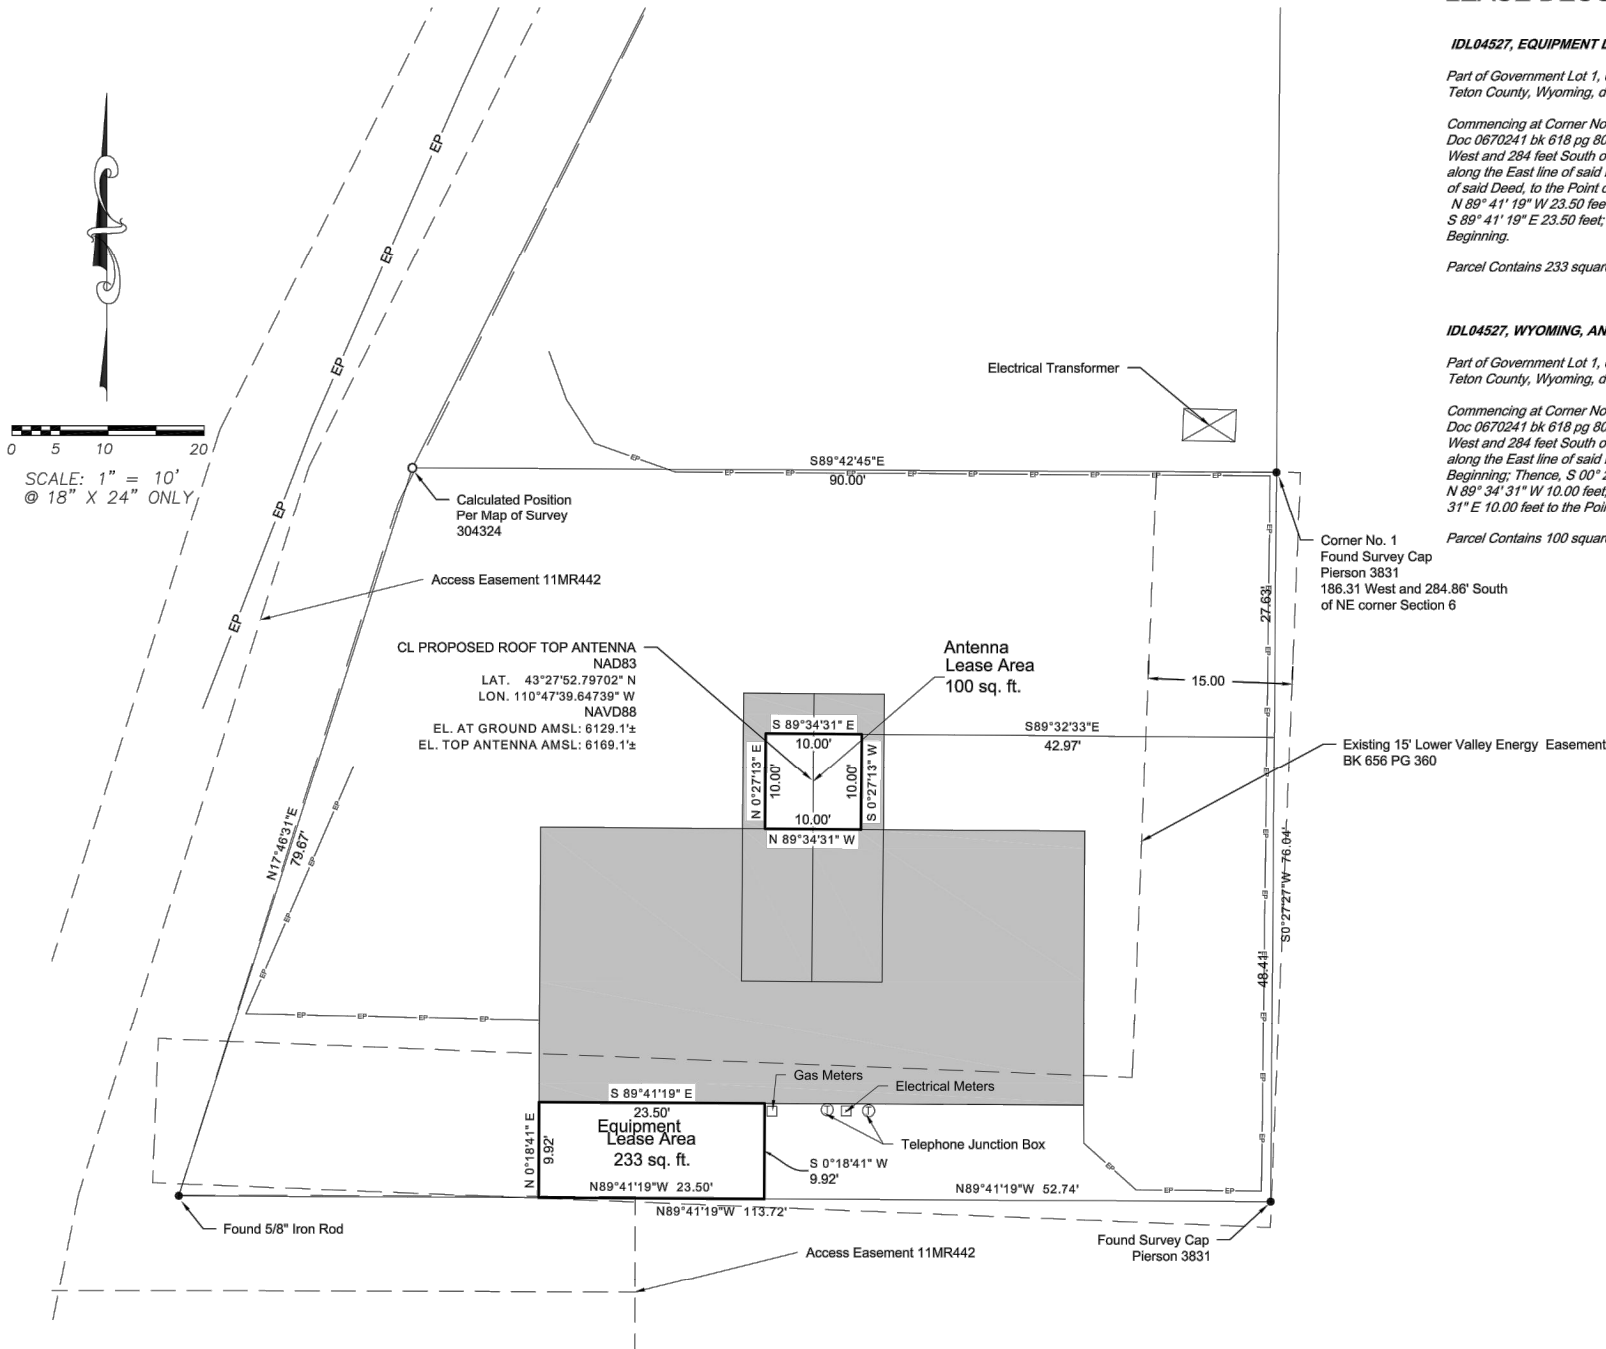 IDL04527, EQUIPMENT
Part of Government Lot 1,
Teton County, Wyoming,
Commencing at Corner No
Doc 0670241 bk 618 pg 80
West and 284 feet South
along the East line of said
of said Deed, to the Point
N 89° 41' 19" W 23.50
S 89° 41' 19" E 23.50 feet;
Beginning.
Parcel Contains 233
IDL04527, WYOMING,
Part of Government Lot 1,
Teton County, Wyoming,
Commencing at Corner No
Doc 0670241 bk 618 pg 80
West and 284 feet South of
along the East line of said
Beginning; Thence, S 00°
N 89° 34' 31" W 10.00 feet,
31" E 10.00 feet to the
Parcel Contains 100
EP
EP
EP
EP
EP
0 5 10 20
SCALE: 1" = 10'
@ 18" X 24" ONLY
Electrical Transformer
S89°42'45"E
90.00'
Calculated Position
Per Map of Survey
304324
Corner No. 1
Found Survey Cap
Pierson 3831
186.31 West and 284.86' South
of NE corner Section 6
Access Easement 11MR442
27.63'
CL PROPOSED ROOF TOP ANTENNA
NAD83
LAT. 43°27'52.79702" N
LON. 110°47'39.64739" W
NAVD88
EL. AT GROUND AMSL: 6129.1'±
EL. TOP ANTENNA AMSL: 6169.1'±
Antenna
Lease Area
100 sq. ft.
15.00
S 89°34'31" E
10.00'
N 0°27'13" E
10.00'
10.00'
S 0°27'13" W
10.00'
N 89°34'31" W
S89°32'33"E
42.97'
Existing 15' Lower Valley Energy Easement
BK 656 PG 360
N17°46'31"E
79.67'
S0°27'27"W 76.04'
48.41'
Gas Meters
Electrical Meters
Telephone Junction Box
S 89°41'19" E
23.50'
Equipment
Lease Area
233 sq. ft.
N 0°18'41" E
9.92'
S 0°18'41" W
9.92'
N89°41'19"W 23.50'
N89°41'19"W 52.74'
N89°41'19"W 113.72'
Found 5/8" Iron Rod
Found Survey Cap
Pierson 3831
Access Easement 11MR442